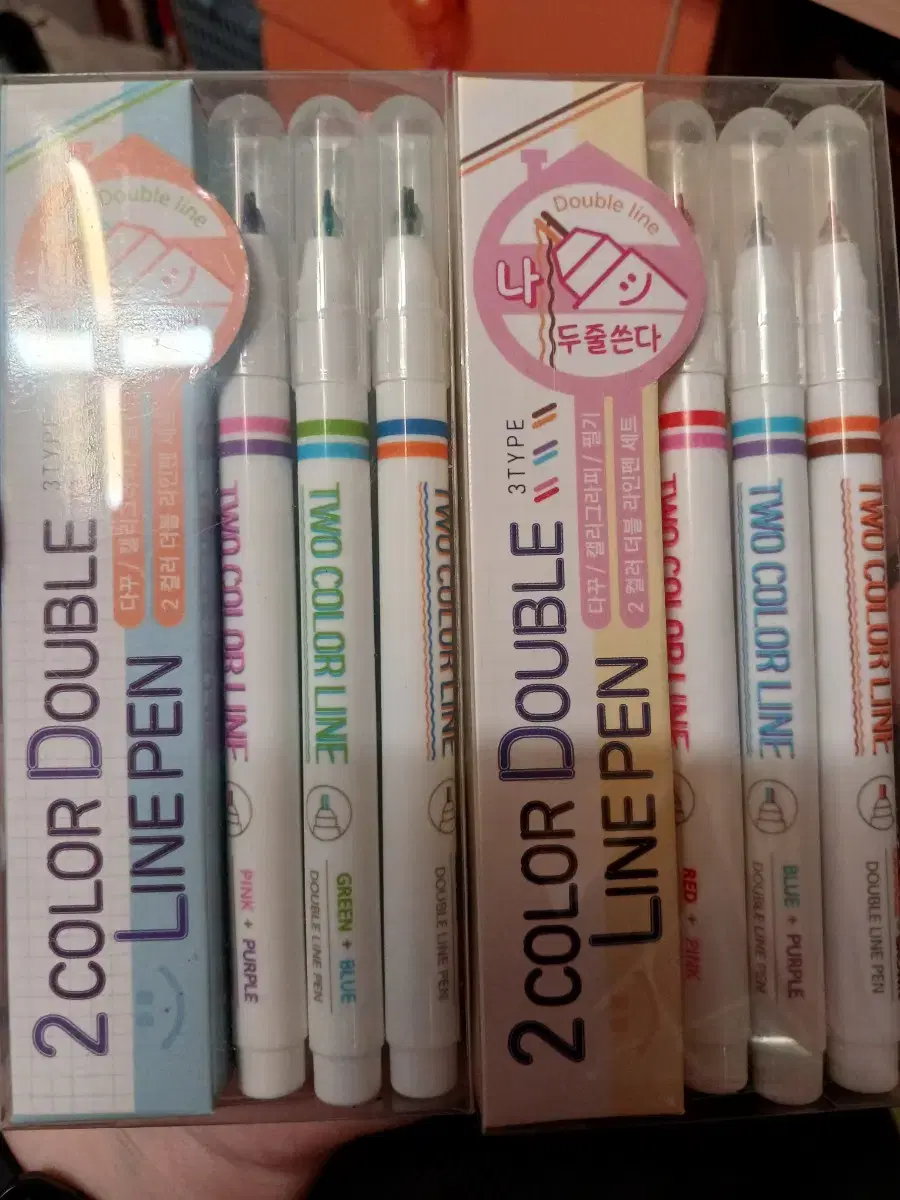 Double line
다꾸 / 캘리그라피 / 필기
2 컬러 더블 라인펜 세트
3TYPE
2 COLOR DOUBLE
LINE PEN
TWO COLOR LINE
PINK + PURPLE
TWO COLOR LINE
GREEN + BLUE
DOUBLE LINE PEN
TWO COLOR LINE
DOUBLE LINE PEN
Double line
나
두줄쓴다
3TYPE
다꾸 / 캘리그라피 / 필기
2 컬러 더블 라인펜 세트
2 COLOR DOUBLE
LINE PEN
TWO COLOR LINE
RED + PINK
TWO COLOR LINE
BLUE + PURPLE
DOUBLE LINE PEN
TWO COLOR LINE
DOUBLE LINE PEN